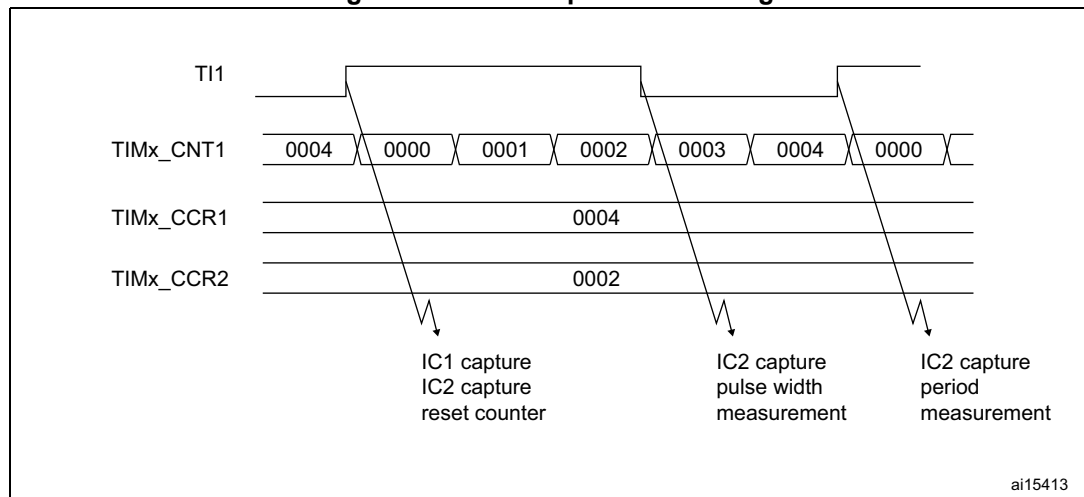 TI1
TIMx_CNT1 0004 0000 0001 0002 0003 0004 0000
TIMx_CCR1 0004
TIMx_CCR2 0002
IC1 capture
IC2 capture
reset counter
IC2 capture
pulse width
measurement
IC2 capture
period
measurement
ai15413